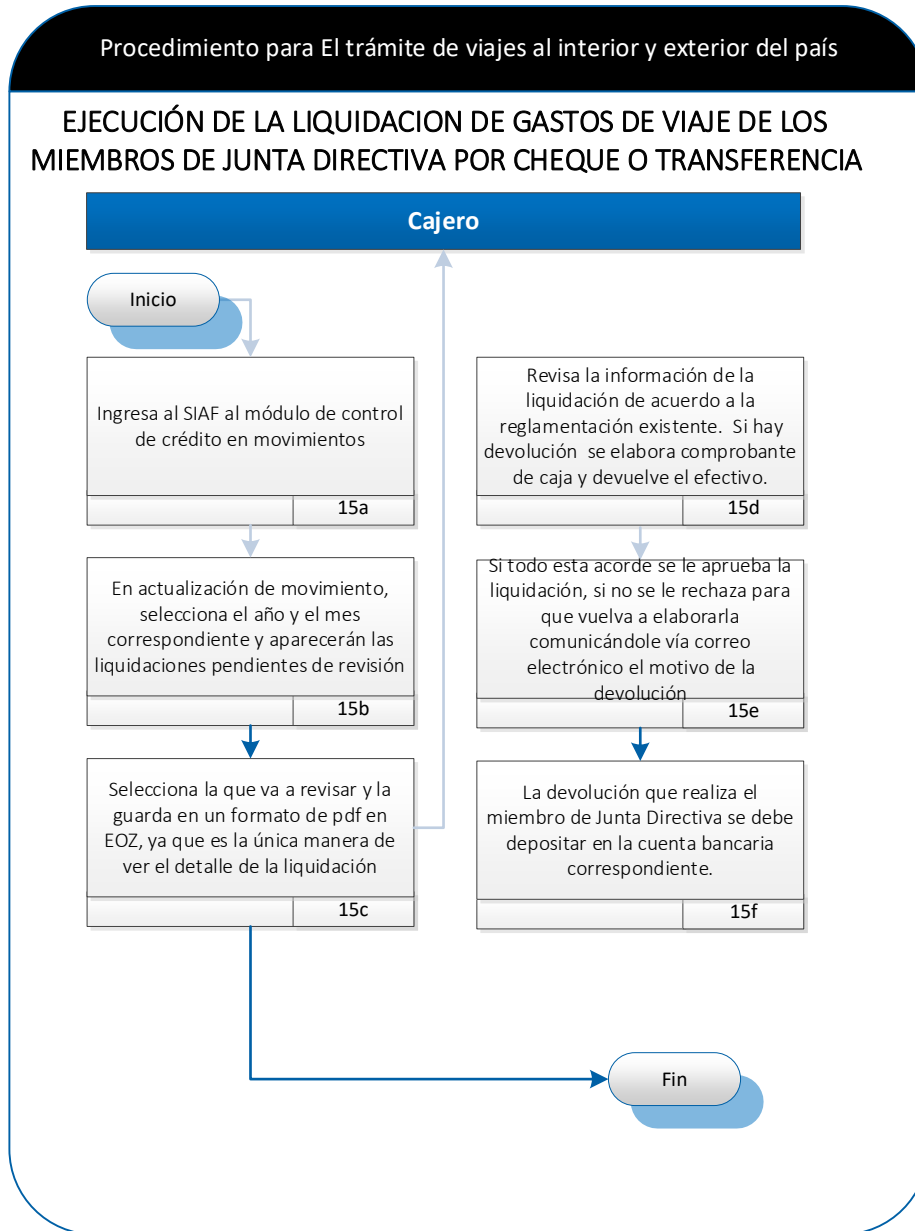 Procedimiento para El trámite de viajes al interior y exterior del país
EJECUCIÓN DE LA LIQUIDACION DE GASTOS DE VIAJE DE LOS
MIEMBROS DE JUNTA DIRECTIVA POR CHEQUE O TRANSFERENCIA
Cajero
Inicio
Ingresa al SIAF al módulo de control
de crédito en movimientos
15a
En actualización de movimiento,
selecciona el año y el mes
correspondiente y aparecerán las
liquidaciones pendientes de revisión
15b
Selecciona la que va a revisar y la
guarda en un formato de pdf en
EOZ, ya que es la única manera de
ver el detalle de la liquidación
15c
Revisa la información de la
liquidación de acuerdo a la
reglamentación existente.  Si hay
devolución  se elabora comprobante
de caja y devuelve el efectivo.
15d
Si todo esta acorde se le aprueba la
liquidación, si no se le rechaza para
que vuelva a elaborarla
comunicándole vía correo
electrónico el motivo de la
devolución
15e
La devolución que realiza el
miembro de Junta Directiva se debe
depositar en la cuenta bancaria
correspondiente.
15f
Fin